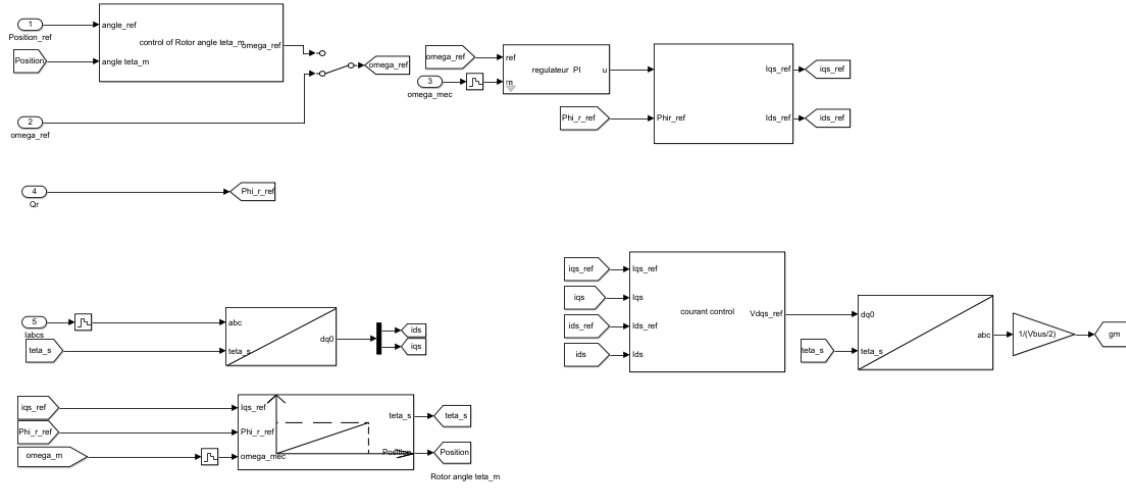 1
Position_ref
Position
angle_ref
control of Rotor angle teta_m
omega_ref
angle teta_m
omega_ref
2
omega_ref
omega_ref
3
omega_mec
ref
regulateur PI
u
m
Phi_r_ref
Phir_ref
Iqs_ref
Ids_ref
iqs_ref
ids_ref
4
Qr
Phi_r_ref
5
Iabcs
teta_s
abc
teta_s
dq0
ids
iqs
iqs_ref
iqs
ids_ref
ids
Iqs_ref
Iqs
Ids_ref
Ids
courant control
Vdqs_ref
teta_s
dq0
teta_s
abc
1/(Vbus/2)
gm
iqs_ref
Phi_r_ref
omega_m
Iqs_ref
Phi_r_ref
omega_mec
teta_s
Position
teta_s
Position
Rotor angle teta_m